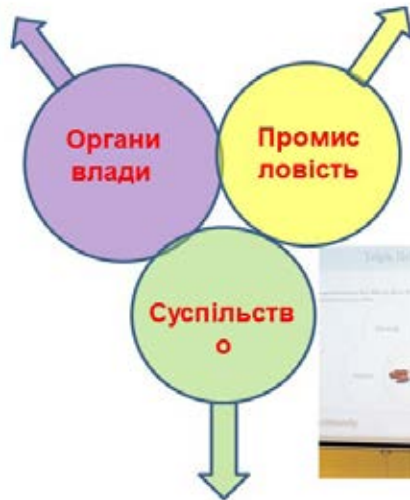 Органи
влади
Промис
ловість
Суспільств
о